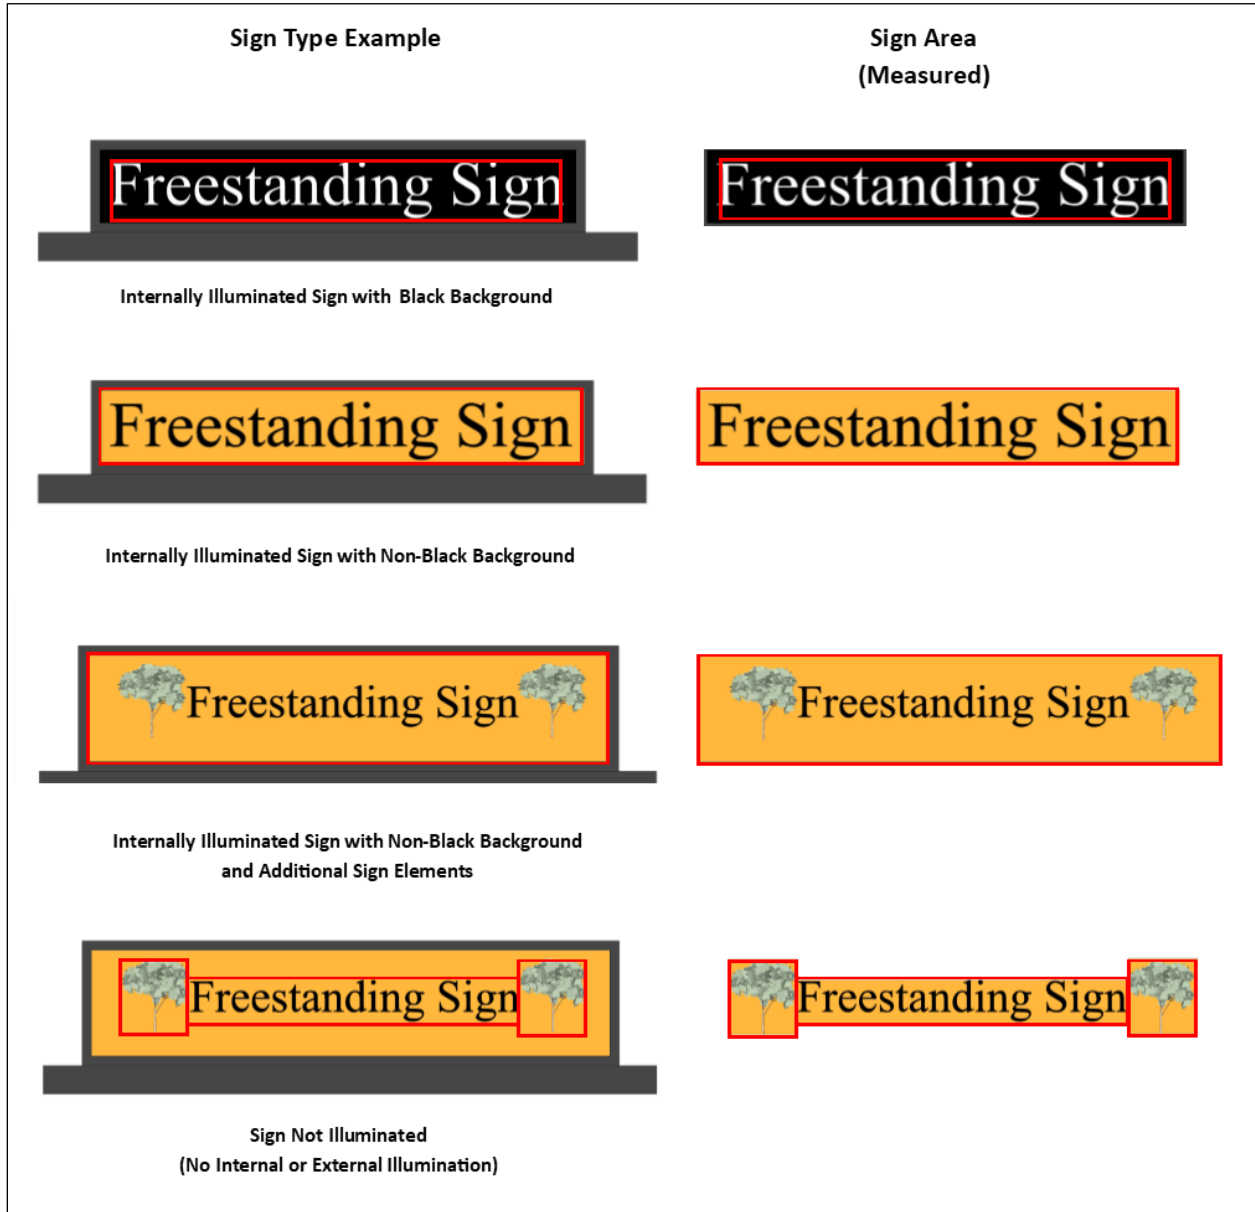 Sign Type Example
Sign Area
(Measured)
Freestanding Sign
Freestanding Sign
Internally Illuminated Sign with Black Background
Freestanding Sign
Freestanding Sign
Internally Illuminated Sign with Non-Black Background
Freestanding Sign
Freestanding Sign
Internally Illuminated Sign with Non-Black Background
and Additional Sign Elements
Freestanding Sign
Freestanding Sign
Sign Not Illuminated
(No Internal or External Illumination)